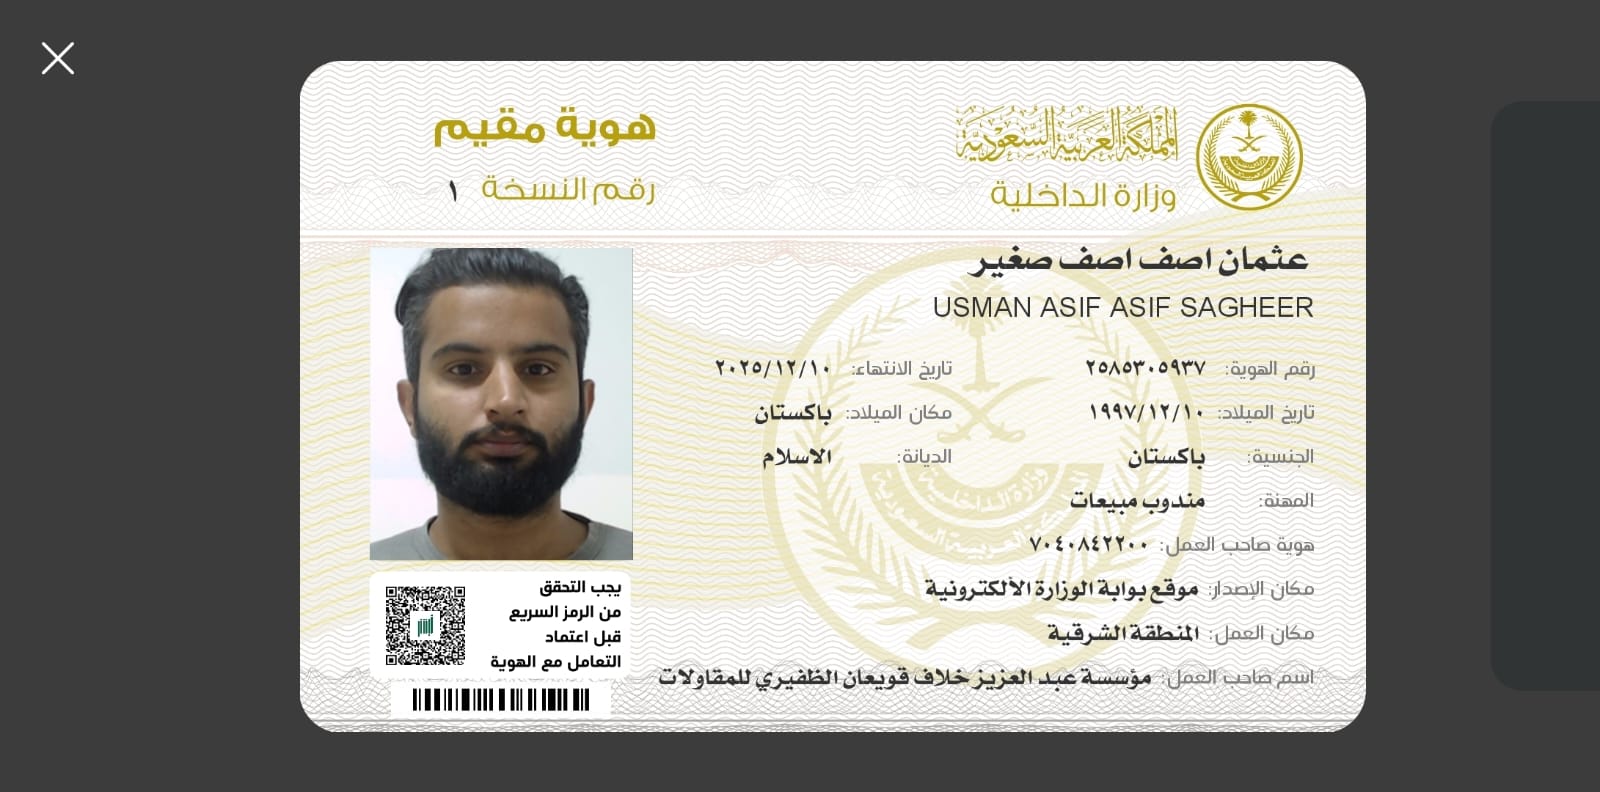 المملكة العربية السعودية
وزارة الداخلية
هوية مقيم
رقم النسخة ١
عثمان اصف اصف صغير
USMAN ASIF ASIF SAGHEER
رقم الهوية: ٢٥٨٥٣٠٥٩٣٧ تاريخ الانتهاء: ٢٠٢٥/١٢/١٠
تاريخ الميلاد: ١٩٩٧/١٢/١٠ مكان الميلاد: باكستان
الجنسية: باكستان الديانة: الاسلام
المهنة: مندوب مبيعات
هوية صاحب العمل: ٧٠٤٠٨٤٢٢٠٠
مكان الإصدار: موقع بوابة الوزارة الألكترونية
مكان العمل: المنطقة الشرقية
اسم صاحب العمل: مؤسسة عبد العزيز خلاف قويعان الظفيري للمقاولات
يجب التحقق
من الرمز السريع
قبل اعتماد
التعامل مع الهوية